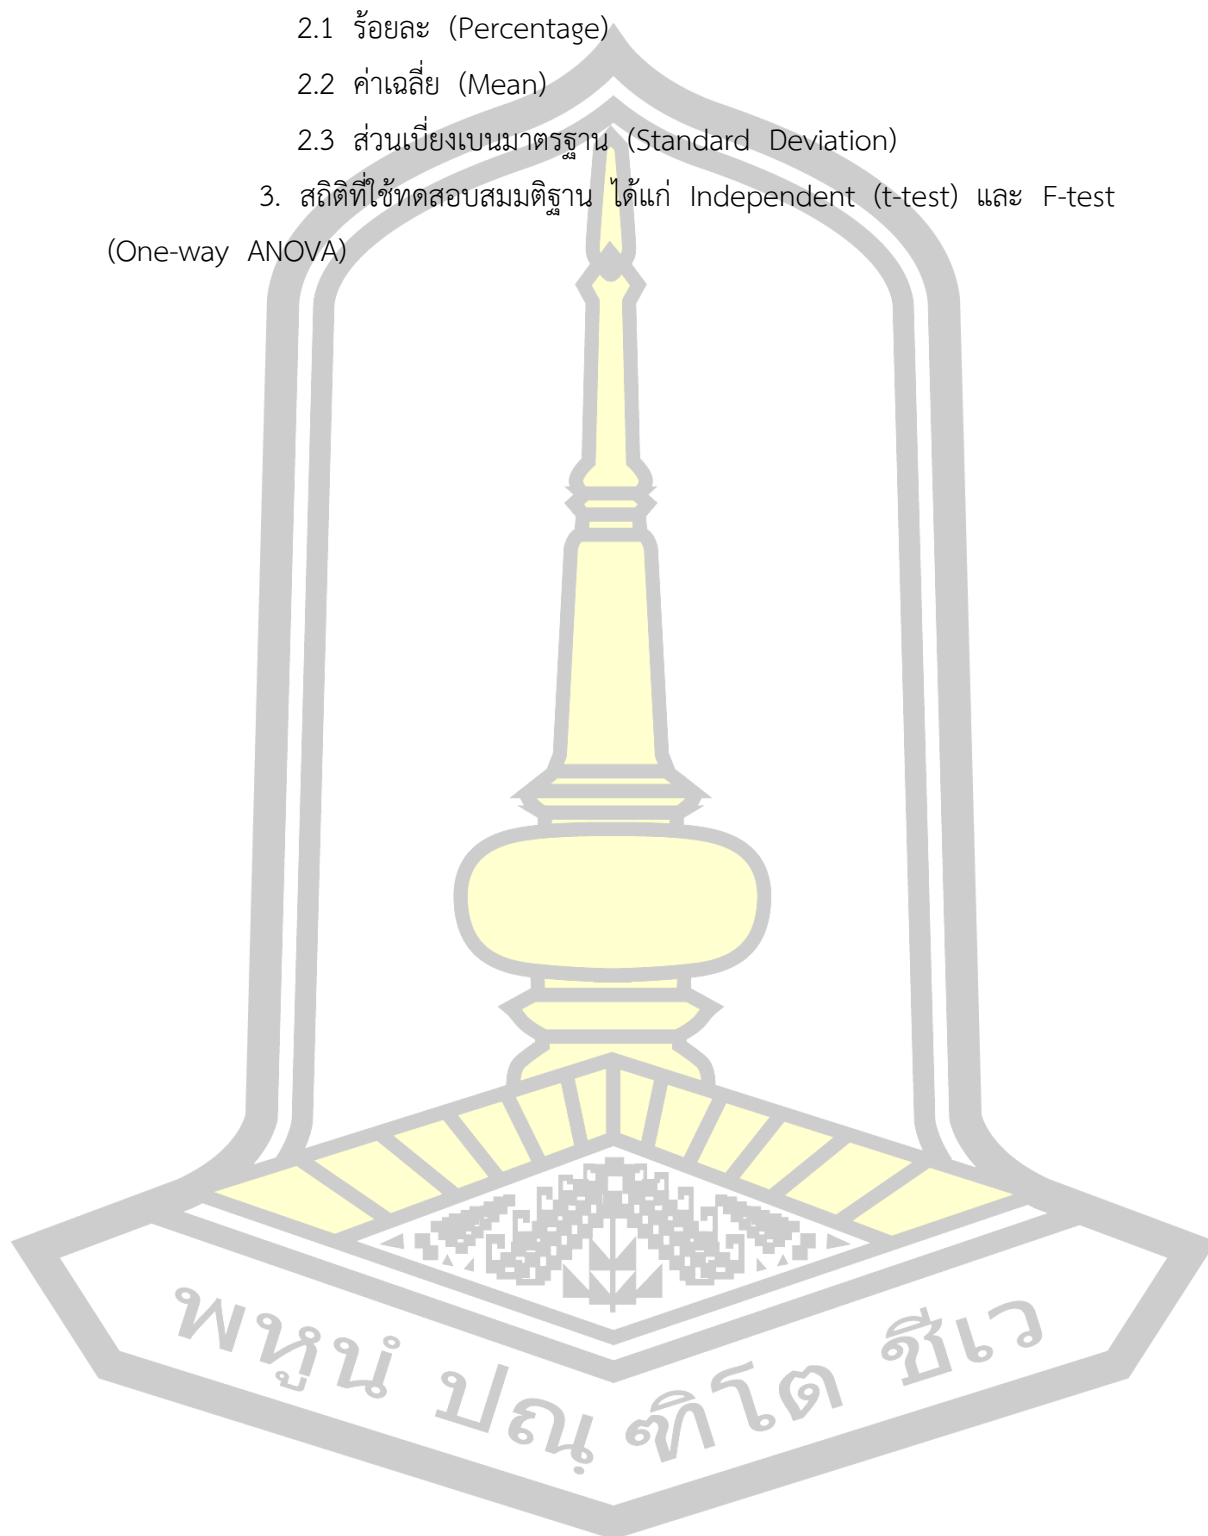 2.1 ร้อยละ (Percentage)
2.2 ค่าเฉลี่ย (Mean)
2.3 ส่วนเบี่ยงเบนมาตรฐาน (Standard Deviation)
3. สถิติที่ใช้ทดสอบสมมติฐาน ได้แก่ Independent (t-test) และ F-test
(One-way ANOVA)
พหูนํ ปณฺฑิโต ชีเว